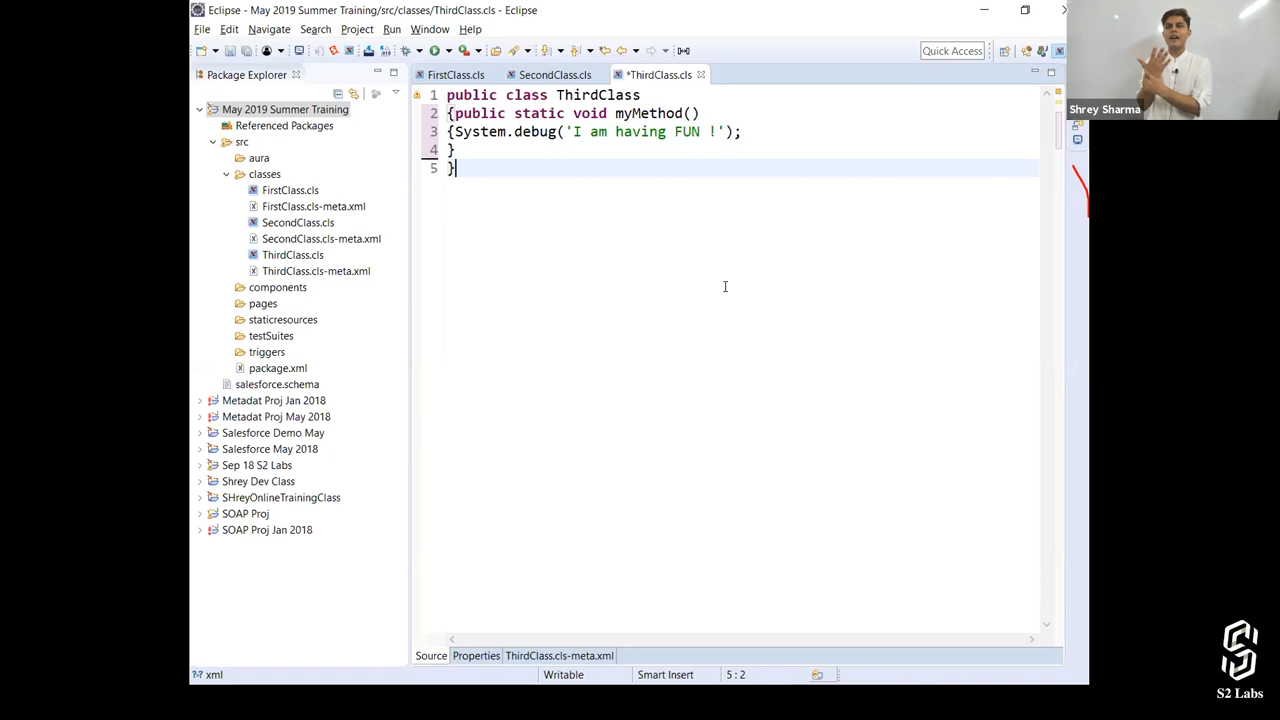 Eclipse - May 2019 Summer Training/src/classes/ThirdClass.cls - Eclipse
File Edit Navigate Search Project Run Window Help
Quick Access
Package Explorer
FirstClass.cls SecondClass.cls *ThirdClass.cls
Shrey Sharma
May 2019 Summer Training
Referenced Packages
src
aura
classes
FirstClass.cls
FirstClass.cls-meta.xml
SecondClass.cls
SecondClass.cls-meta.xml
ThirdClass.cls
ThirdClass.cls-meta.xml
components
pages
staticresources
testSuites
triggers
package.xml
salesforce.schema
Metadat Proj Jan 2018
Metadat Proj May 2018
Salesforce Demo May
Salesforce May 2018
Sep 18 S2 Labs
Shrey Dev Class
SHreyOnlineTrainingClass
SOAP Proj
SOAP Proj Jan 2018
1 public class ThirdClass
2 {public static void myMethod()
3 {System.debug('I am having FUN !');
4 }
5 }
Source Properties ThirdClass.cls-meta.xml
xml Writable Smart Insert 5 : 2
S2 Labs